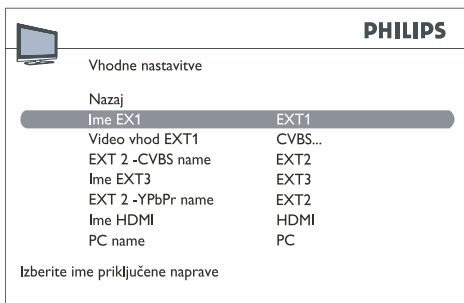 PHILIPS
Vhodne nastavitve
Nazaj
Ime EX1 EXT1
Video vhod EXT1 CVBS...
EXT 2 -CVBS name EXT2
Ime EXT3 EXT3
EXT 2 -YPbPr name EXT2
Ime HDMI HDMI
PC name PC
Izberite ime priključene naprave